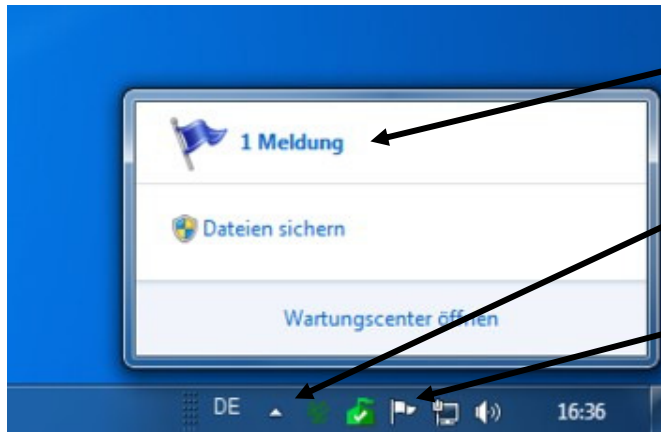 1 Meldung
Dateien sichern
Wartungscenter öffnen
DE 16:36